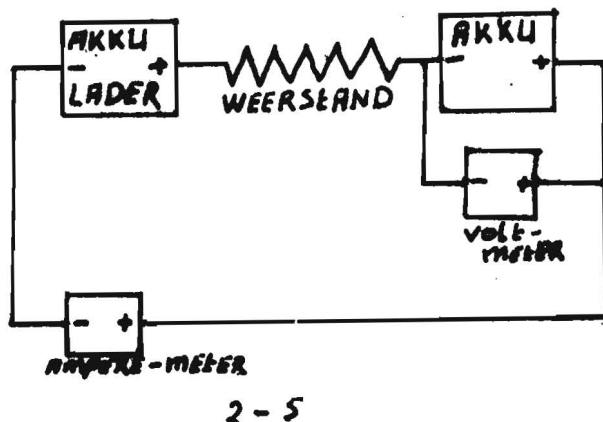 AKKU
- +
LADER
WEERStAND
AKKU
- +
- +
Volt-
MEtER
- +
AMPERE-MEtER
2-5